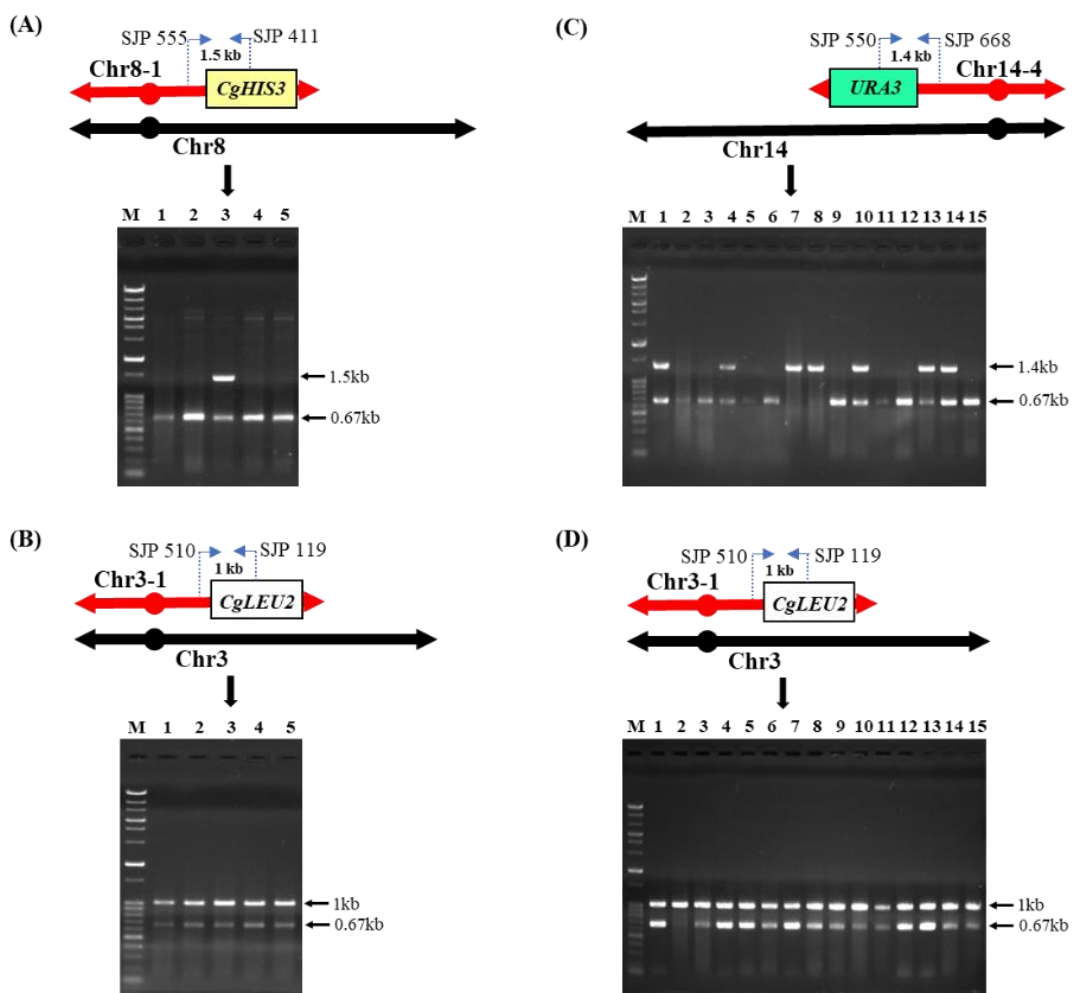 (A)
SJP 555
SJP 411
1.5 kb
Chr8-1
CgHIS3
Chr8
M 1 2 3 4 5
1.5kb
0.67kb
(B)
SJP 510
SJP 119
1 kb
Chr3-1
CgLEU2
Chr3
M 1 2 3 4 5
1kb
0.67kb
(C)
SJP 550
SJP 668
1.4 kb
Chr14-4
URA3
Chr14
M 1 2 3 4 5 6 7 8 9 10 11 12 13 14 15
1.4kb
0.67kb
(D)
SJP 510
SJP 119
1 kb
Chr3-1
CgLEU2
Chr3
M 1 2 3 4 5 6 7 8 9 10 11 12 13 14 15
1kb
0.67kb